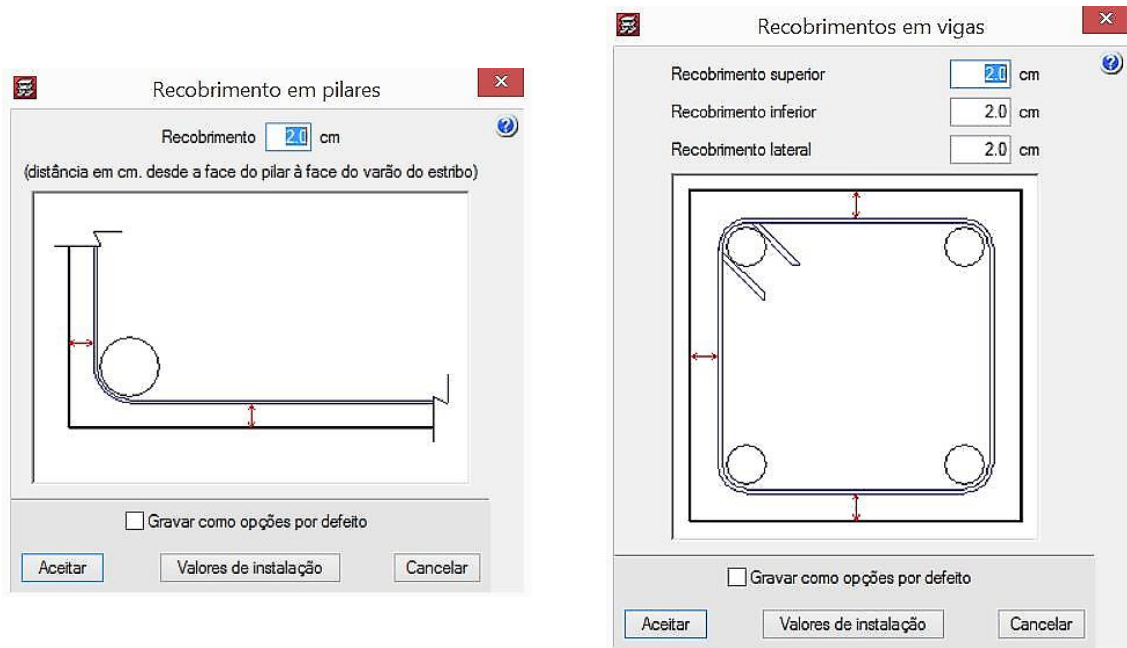 Recobrimento em pilares
Recobrimento 2.0 cm
(distância em cm. desde a face do pilar à face do varão do estribo)
Gravar como opções por defeito
Aceitar Valores de instalação Cancelar
Recobrimentos em vigas
Recobrimento superior 2.0 cm
Recobrimento inferior 2.0 cm
Recobrimento lateral 2.0 cm
Gravar como opções por defeito
Aceitar Valores de instalação Cancelar